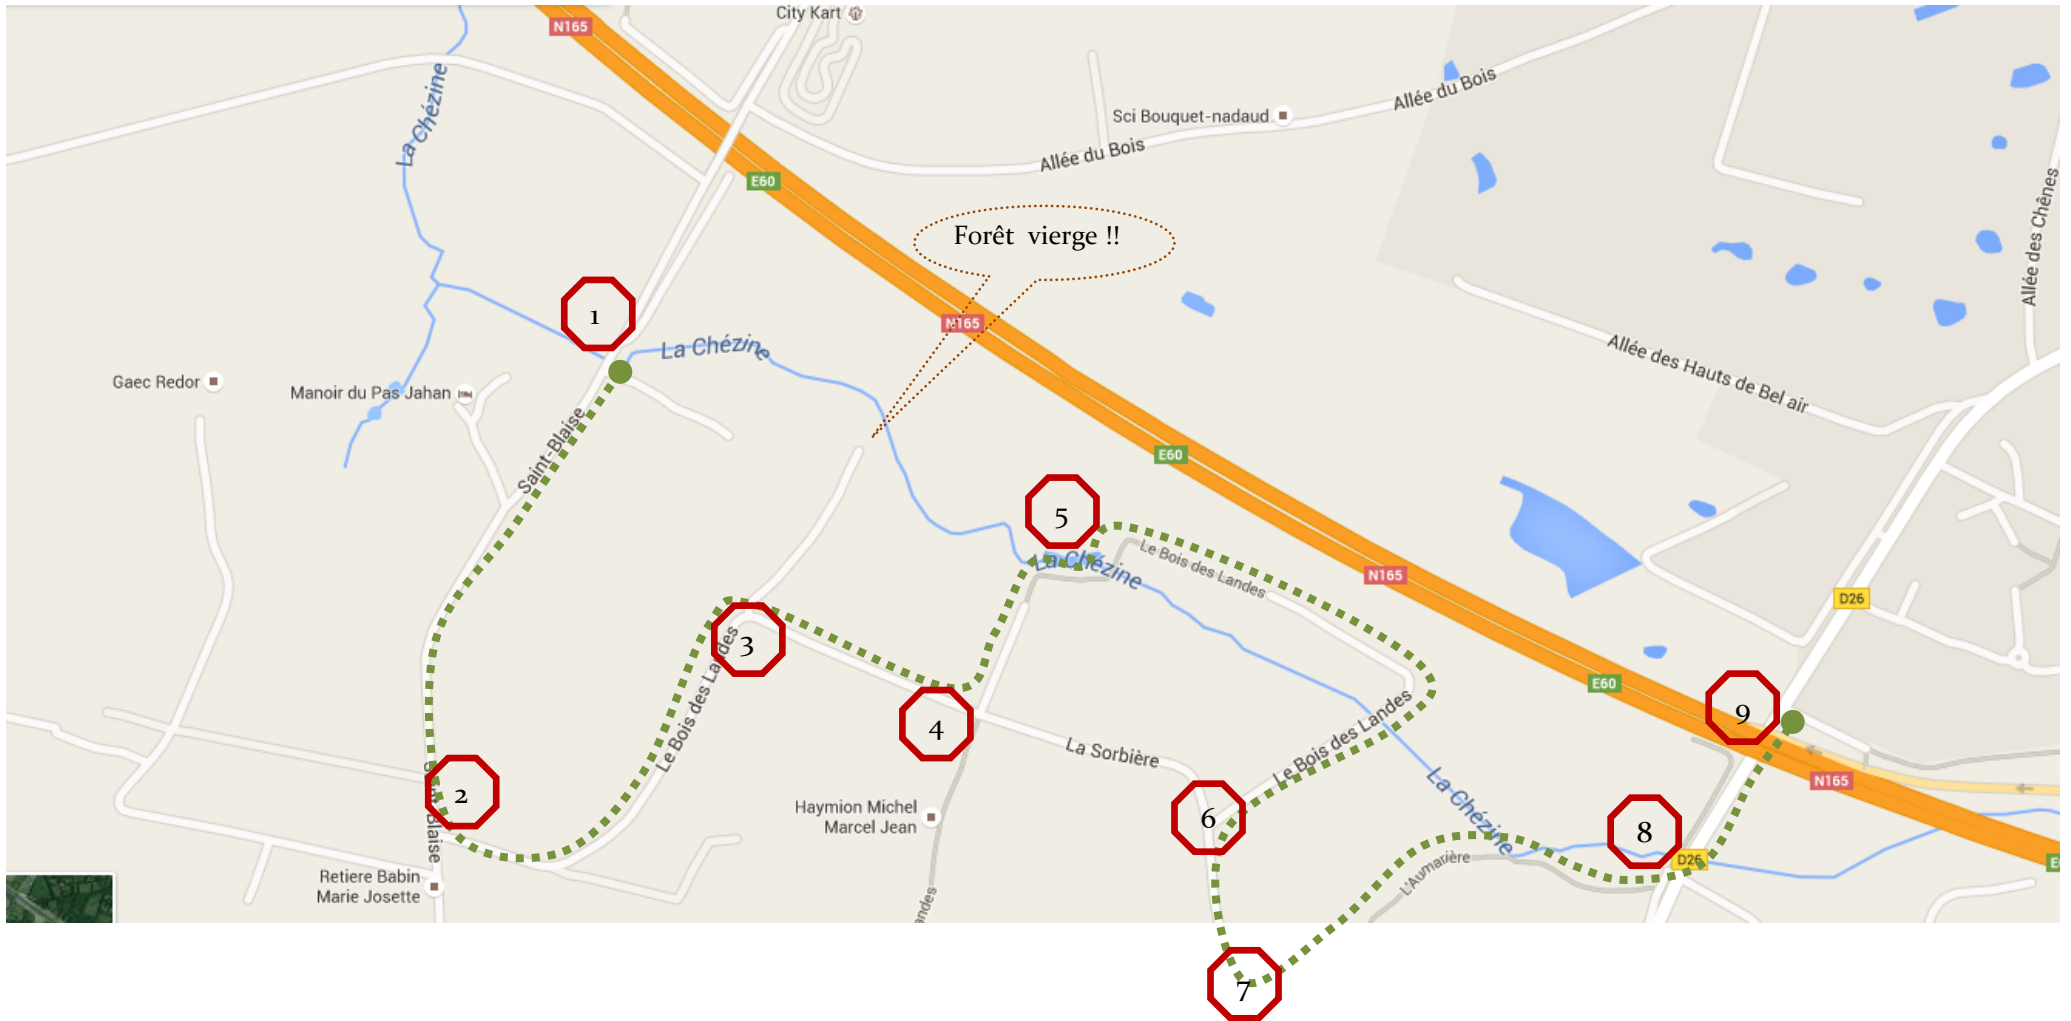 City Kart
N165
La Chézine
Allée du Bois
Sci Bouquet-nadaud
Allée du Bois
E60
Allée des Chênes
Forêt vierge !!
1
N165
La Chézine
Allée des Hauts de Bel air
Gaec Redor
Manoir du Pas Jahan
Saint-Blaise
E60
5
La Chézine
Le Bois des Landes
N165
D26
3
Le Bois des Landes
4
La Sorbière
Le Bois des Landes
E60
9
N165
2
Saint-Blaise
Haymion Michel
Marcel Jean
6
La Chézine
8
D26
L'Aumarière
Retiere Babin
Marie Josette
andes
7